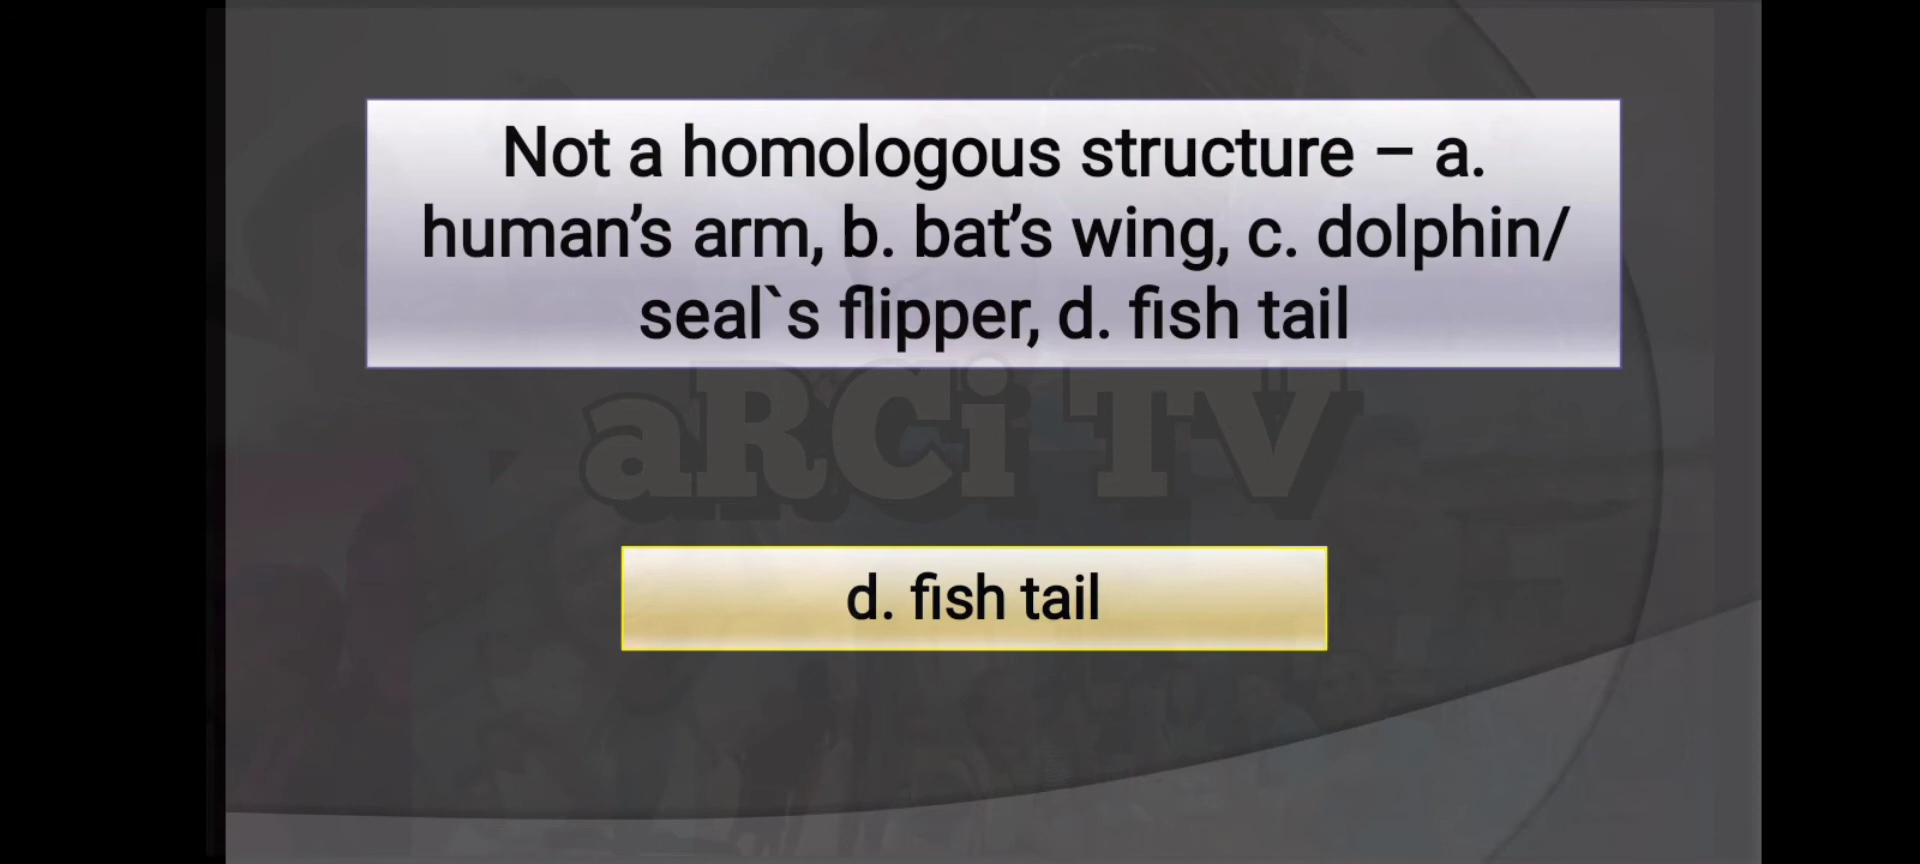 Not a homologous structure – a.
human’s arm, b. bat’s wing, c. dolphin/
seal`s flipper, d. fish tail
aRCi TV
d. fish tail